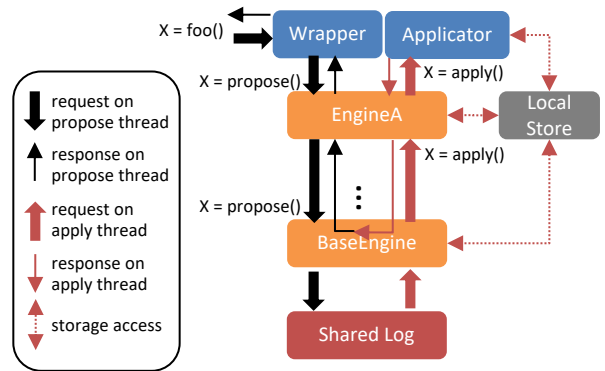 Wrapper
Applicator
X = foo()
X = propose()
X = apply()
EngineA
Local
Store
X = apply()
...
X = propose()
BaseEngine
Shared Log
request on
propose thread
response on
propose thread
request on
apply thread
response on
apply thread
storage access